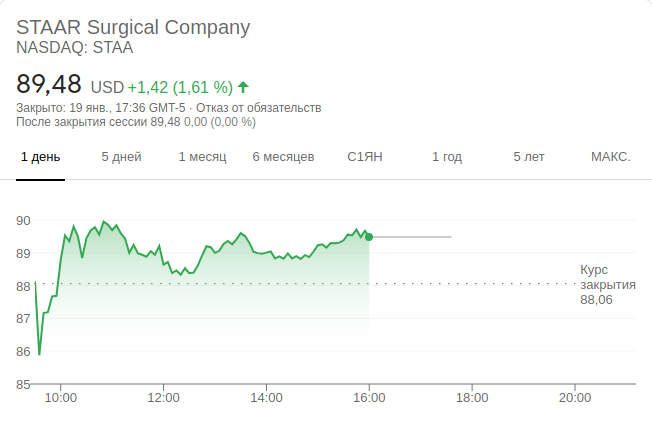 STAAR Surgical Company
NASDAQ: STAA
89,48 USD +1,42 (1,61 %)
Закрыто: 19 янв., 17:36 GMT-5 · Отказ от обязательств
После закрытия сессии 89,48 0,00 (0,00 %)
1 день 5 дней 1 месяц 6 месяцев С1ЯН 1 год 5 лет МАКС.
90
89
88
87
86
85
Курс
закрытия
88,06
10:00 12:00 14:00 16:00 18:00 20:00